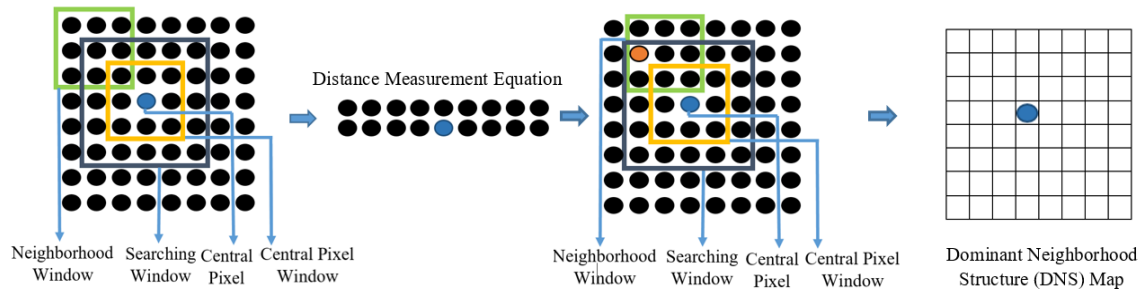 Distance Measurement Equation
Neighborhood
Window
Searching
Window
Central
Pixel
Central Pixel
Window
Neighborhood
Window
Searching
Window
Central
Pixel
Central Pixel
Window
Dominant Neighborhood
Structure (DNS) Map